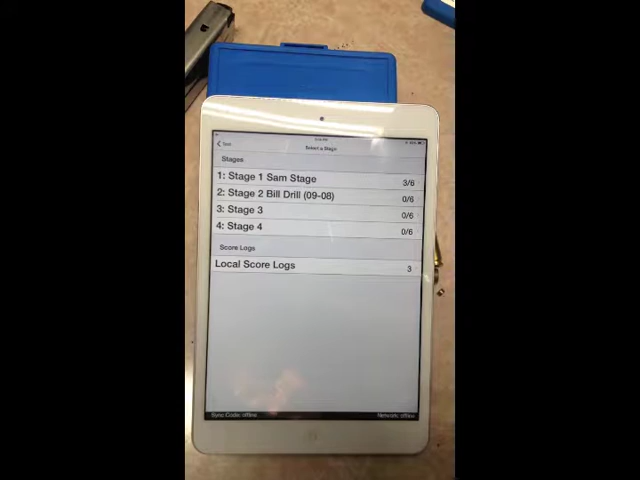 Select a Stage
Stages
1: Stage 1 Sam Stage 3/6
2: Stage 2 Bill Drill (09-08) 0/6
3: Stage 3 0/6
4: Stage 4 0/6
Score Logs
Local Score Logs 3
Sync Code: offline Network: offline